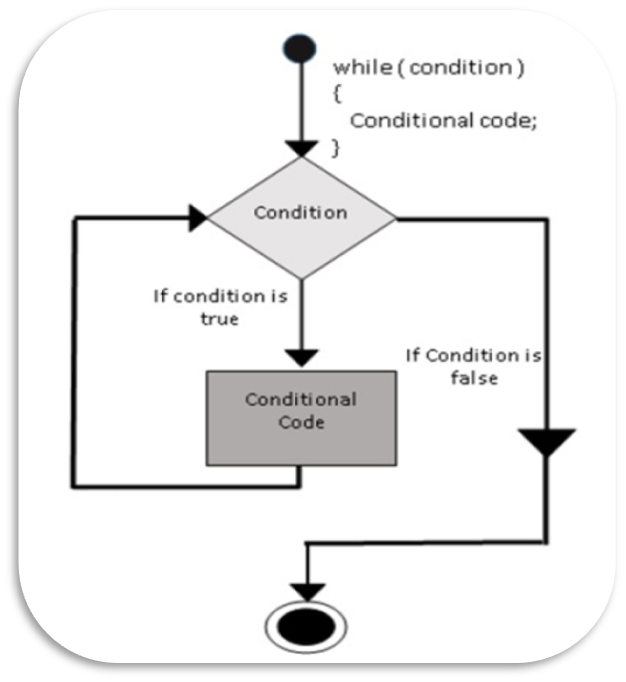 while ( condition )
{
Conditional code;
}
Condition
If condition is
true
If Condition is
false
Conditional
Code